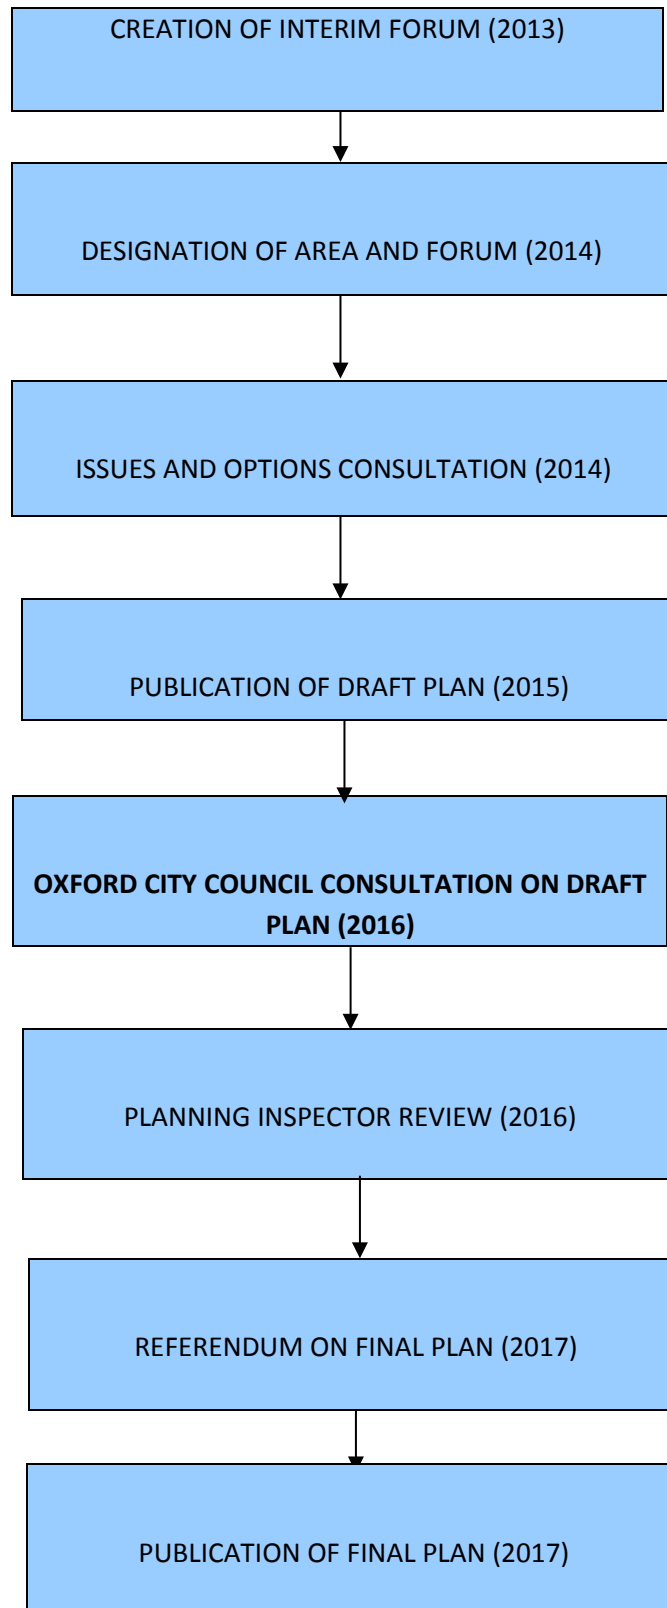 CREATION OF INTERIM FORUM (2013)
DESIGNATION OF AREA AND FORUM (2014)
ISSUES AND OPTIONS CONSULTATION (2014)
PUBLICATION OF DRAFT PLAN (2015)
OXFORD CITY COUNCIL CONSULTATION ON DRAFT
PLAN (2016)
PLANNING INSPECTOR REVIEW (2016)
REFERENDUM ON FINAL PLAN (2017)
PUBLICATION OF FINAL PLAN (2017)